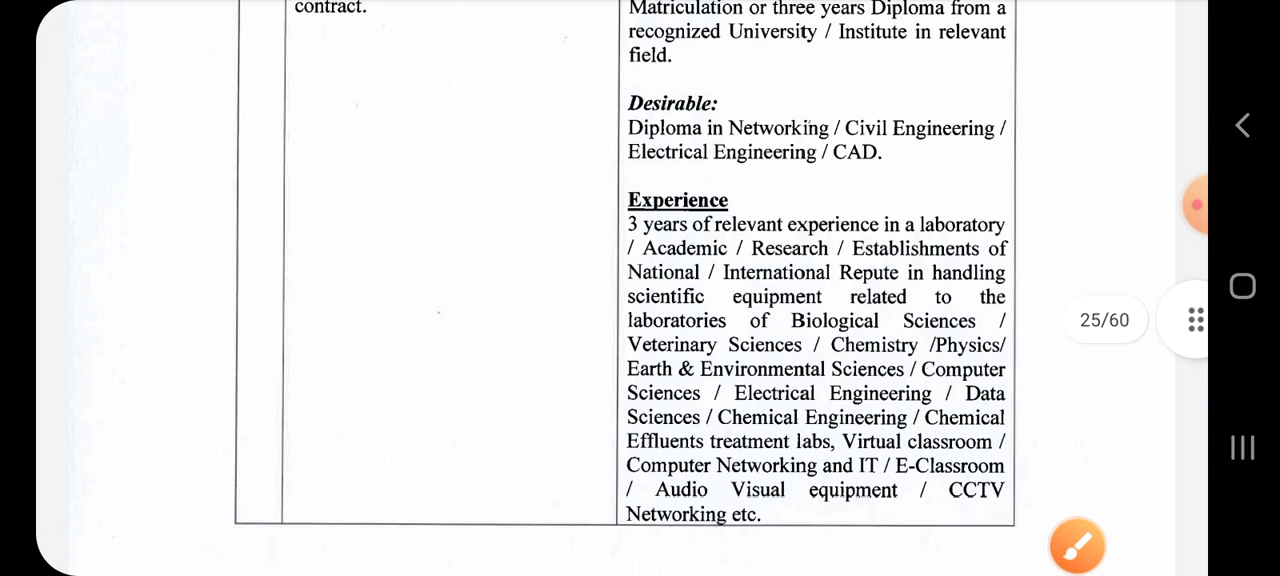 contract.
Matriculation or three years Diploma from a
recognized University / Institute in relevant
field.
Desirable:
Diploma in Networking / Civil Engineering /
Electrical Engineering / CAD.
Experience
3 years of relevant experience in a laboratory
/ Academic / Research / Establishments of
National / International Repute in handling
scientific equipment related to the
laboratories of Biological Sciences /
Veterinary Sciences / Chemistry /Physics/
Earth & Environmental Sciences / Computer
Sciences / Electrical Engineering / Data
Sciences / Chemical Engineering / Chemical
Effluents treatment labs, Virtual classroom /
Computer Networking and IT / E-Classroom
/ Audio Visual equipment / CCTV
Networking etc.
25/60